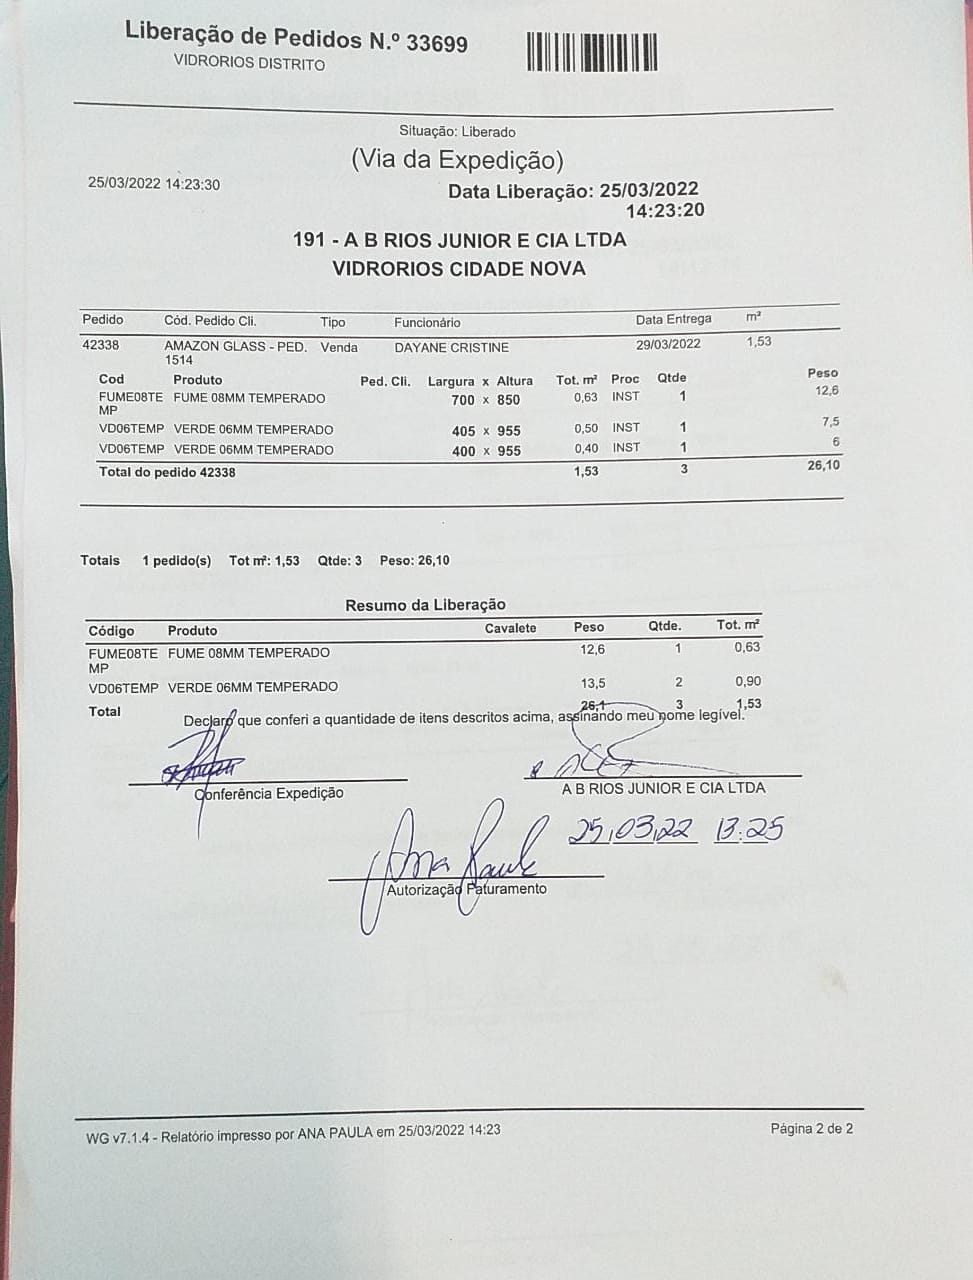 Liberação de Pedidos N.º 33699
VIDRORIOS DISTRITO
Situação: Liberado
(Via da Expedição)
25/03/2022 14:23:30
Data Liberação: 25/03/2022
14:23:20
191 - A B RIOS JUNIOR E CIA LTDA
VIDRORIOS CIDADE NOVA
Pedido Cód. Pedido Cli. Tipo Funcionário Data Entrega m²
42338 AMAZON GLASS - PED. Venda DAYANE CRISTINE 29/03/2022 1,53
1514
Cod Produto Ped. Cli. Largura x Altura Tot. m² Proc Qtde Peso
FUME08TE FUME 08MM TEMPERADO 700 x 850 0,63 INST 1 12,6
MP
VD06TEMP VERDE 06MM TEMPERADO 405 x 955 0,50 INST 1 7,5
VD06TEMP VERDE 06MM TEMPERADO 400 x 955 0,40 INST 1 6
Total do pedido 42338 1,53 3 26,10
Totais 1 pedido(s) Tot m²: 1,53 Qtde: 3 Peso: 26,10
Resumo da Liberação
Código Produto Cavalete Peso Qtde. Tot. m²
FUME08TE FUME 08MM TEMPERADO 12,6 1 0,63
MP
VD06TEMP VERDE 06MM TEMPERADO 13,5 2 0,90
Total 26,1 3 1,53
Declaro que conferi a quantidade de itens descritos acima, assinando meu nome legível.
Conferência Expedição
A B RIOS JUNIOR E CIA LTDA
25,03,22 13:25
Ana Paula
Autorização Faturamento
WG v7.1.4 - Relatório impresso por ANA PAULA em 25/03/2022 14:23
Página 2 de 2